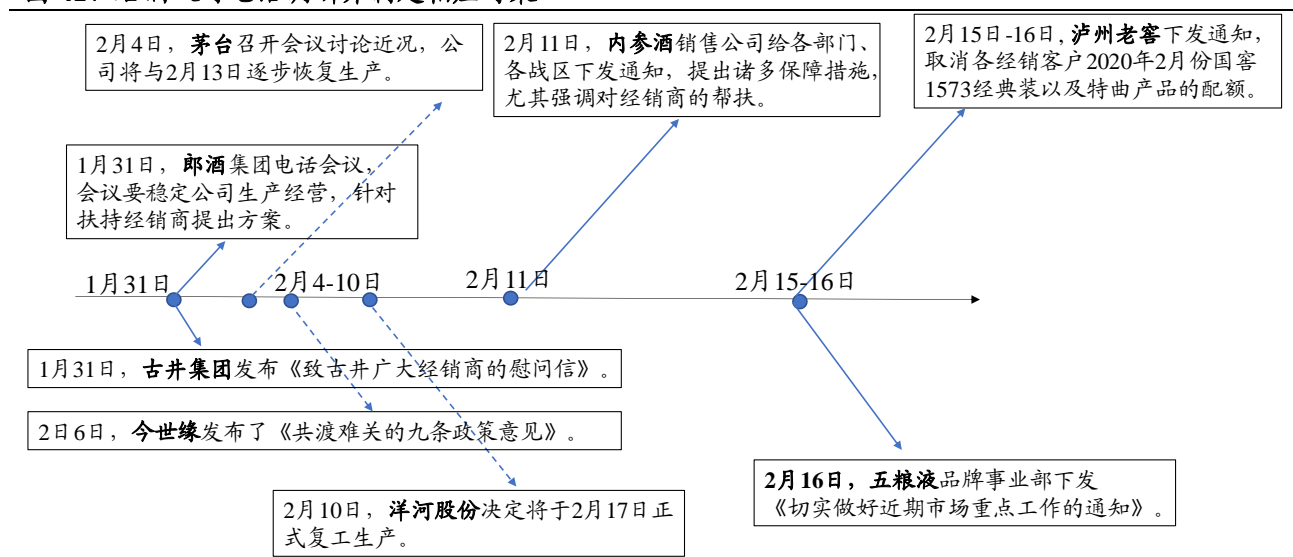 2月4日，茅台召开会议讨论近况，公
司将与2月13日逐步恢复生产。
2月11日，内参酒销售公司给各部门、
各战区下发通知，提出诸多保障措施，
尤其强调对经销商的帮扶。
2月15日-16日,泸州老窖下发通知，
取消各经销客户2020年2月份国窖
1573经典装以及特曲产品的配额。
1月31日，郎酒集团电话会议，
会议要稳定公司生产经营，针对
扶持经销商提出方案。
1月31日
2月4-10日
2月11日
2月15-16日
1月31日，古井集团发布《致古井广大经销商的慰问信》。
2日6日，今世缘发布了《共渡难关的九条政策意见》。
2月10日，洋河股份决定将于2月17日正
式复工生产。
2月16日，五粮液品牌事业部下发
《切实做好近期市场重点工作的通知》。